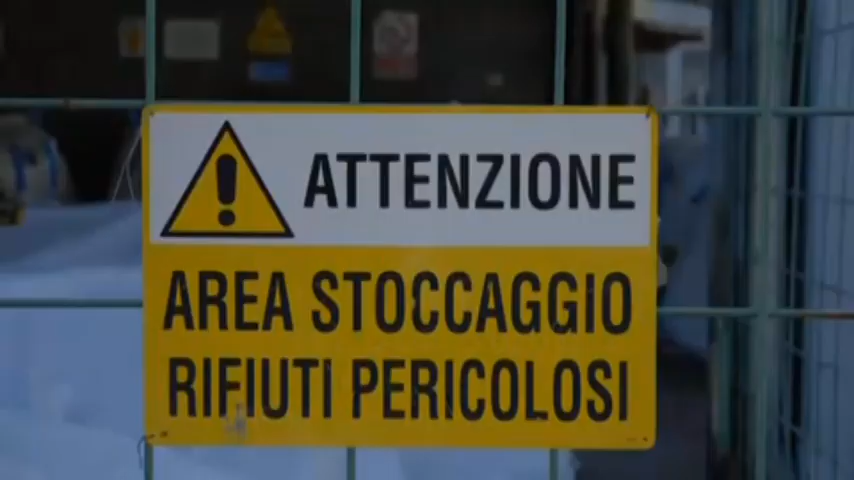 ATTENZIONE
AREA STOCCAGGIO
RIFIUTI PERICOLOSI